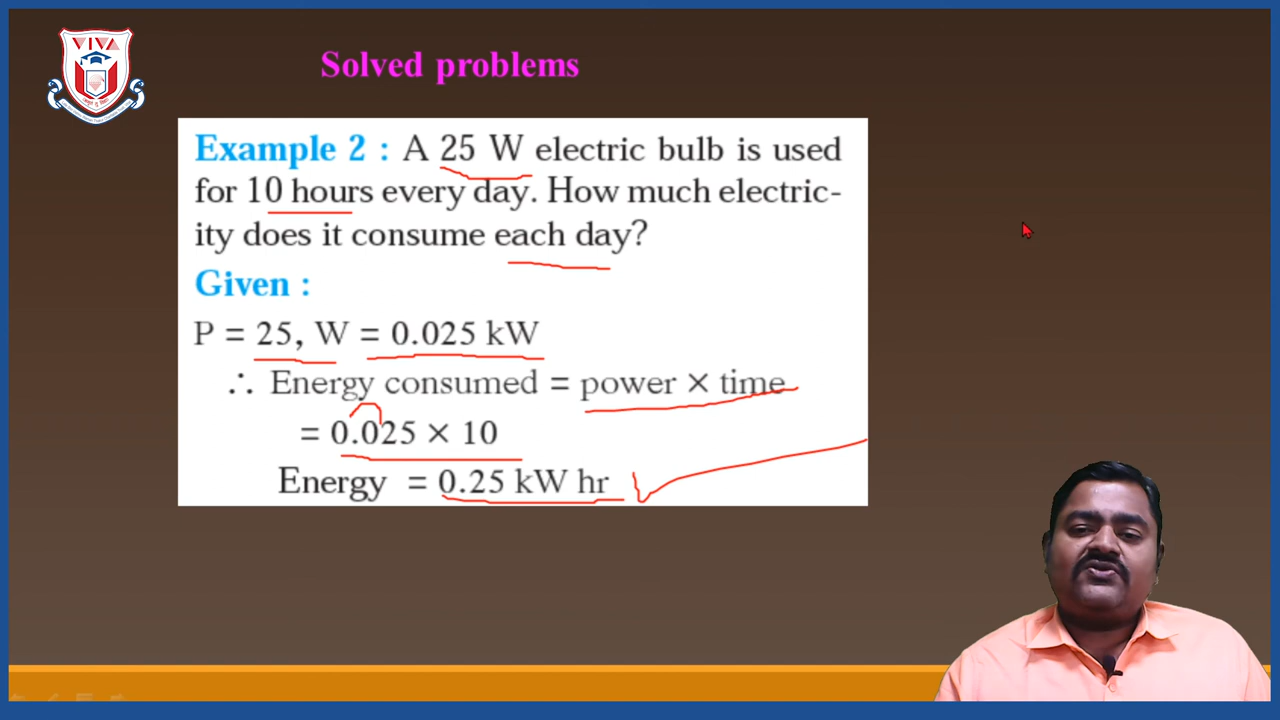 VIVA
Solved problems
Example 2 : A 25 W electric bulb is used
for 10 hours every day. How much electric-
ity does it consume each day?
Given :
P = 25, W = 0.025 kW
∴ Energy consumed = power × time
= 0.025 × 10
Energy = 0.25 kW hr